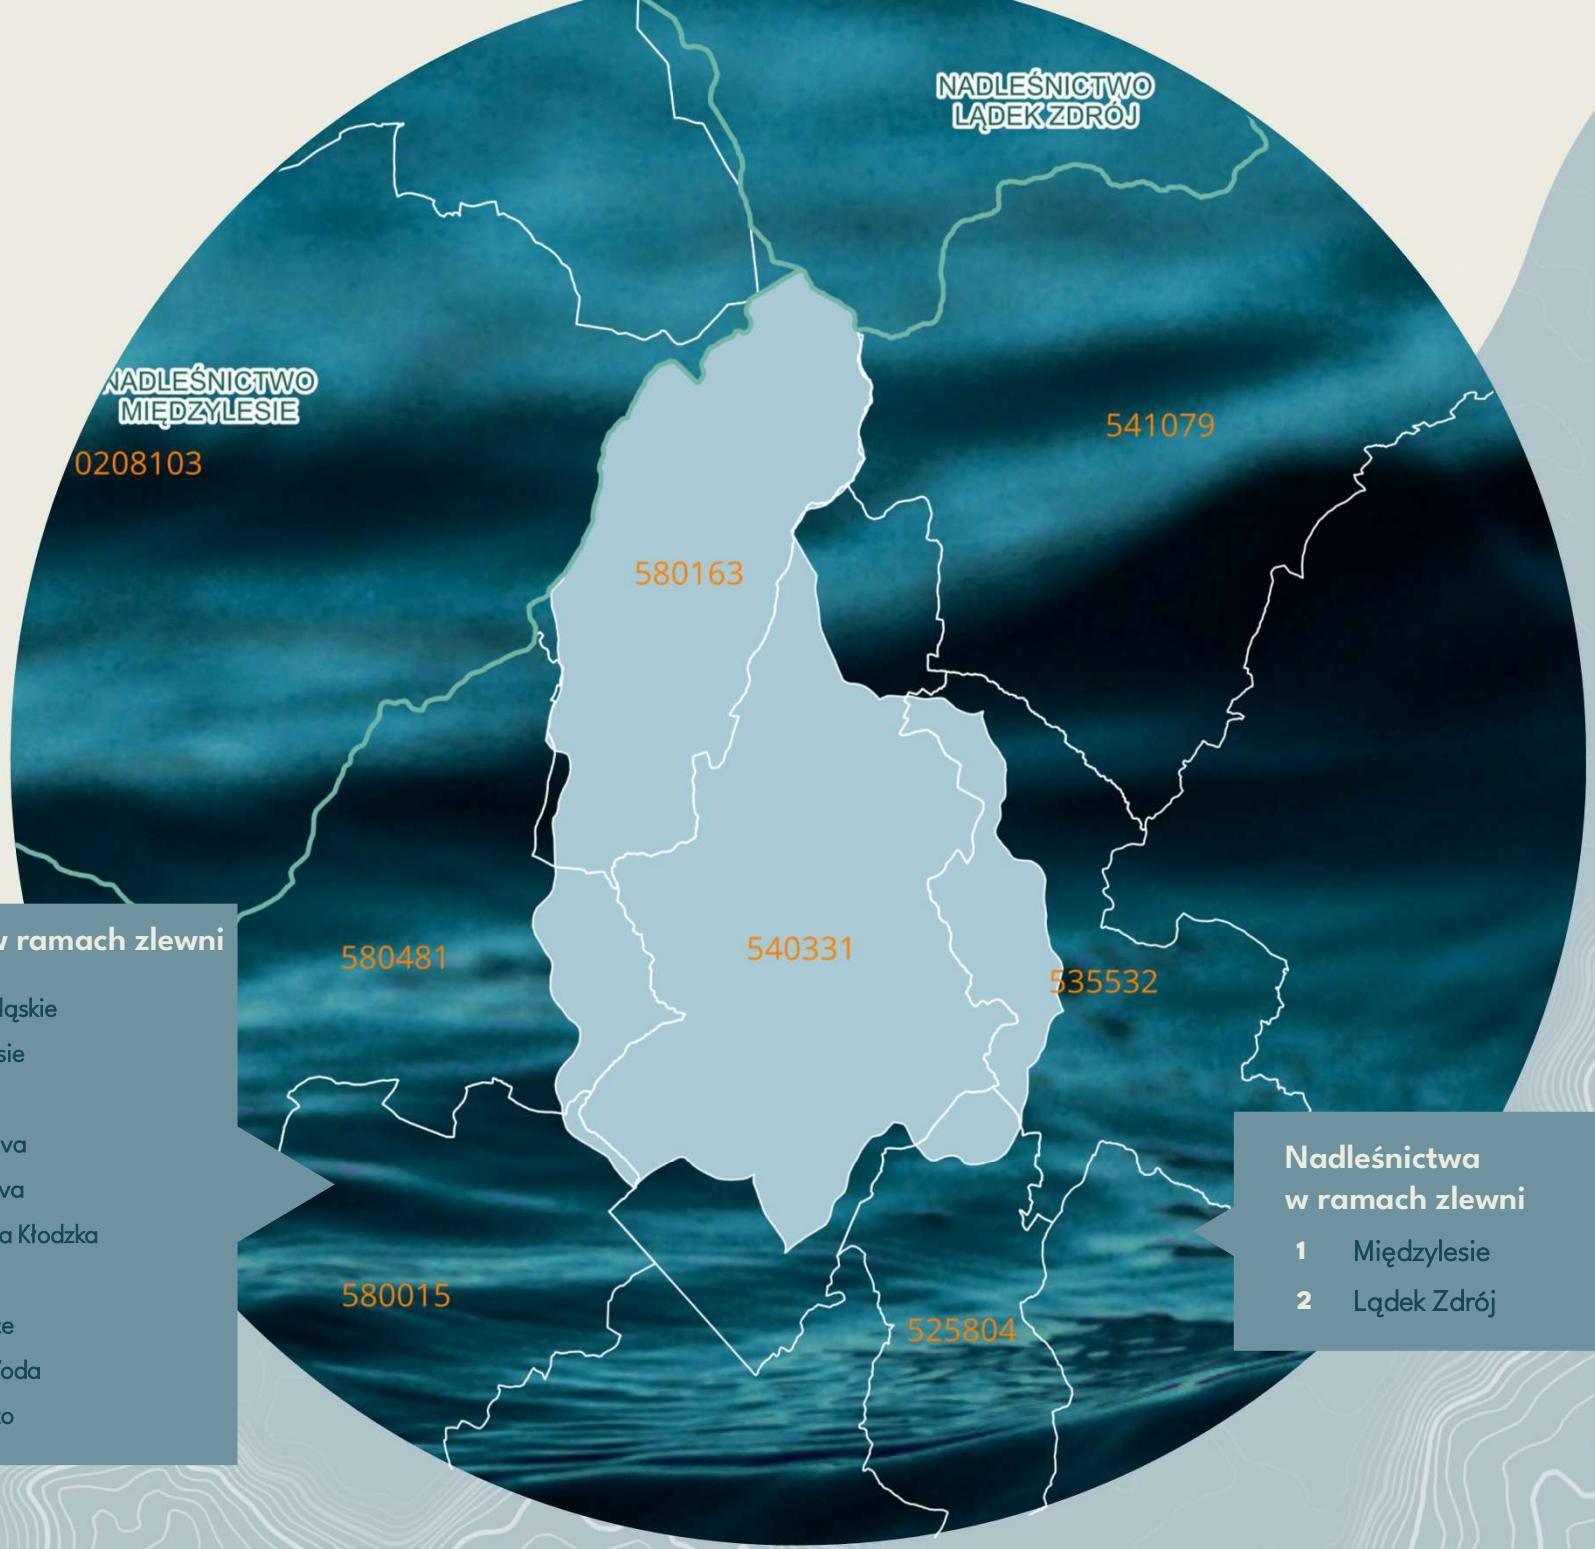 NADLEŚNICTWO
LĄDEK ZDRÓJ
NADLEŚNICTWO
MIĘDZYLESIE
0208103
541079
580163
580481
540331
535532
580015
525804
w ramach zlewni
a Kłodzka
Nadleśnictwa
w ramach zlewni
1 Międzylesie
2 Lądek Zdrój